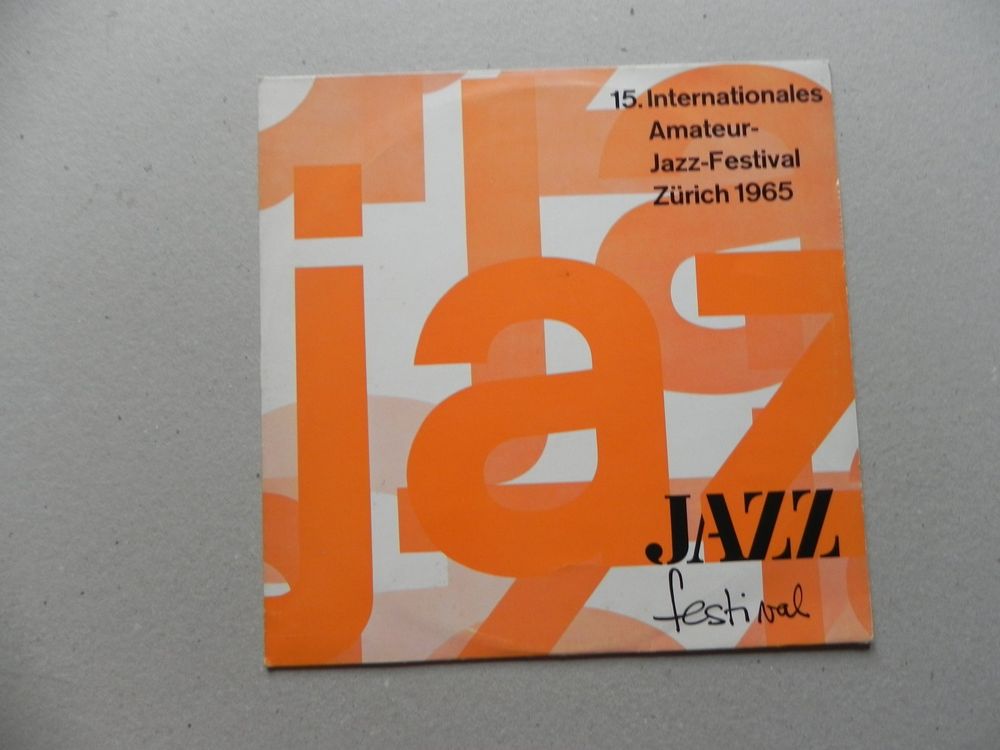 15. Internationales
Amateur-
Jazz-Festival
Zürich 1965
jaz
JAZZ
festival